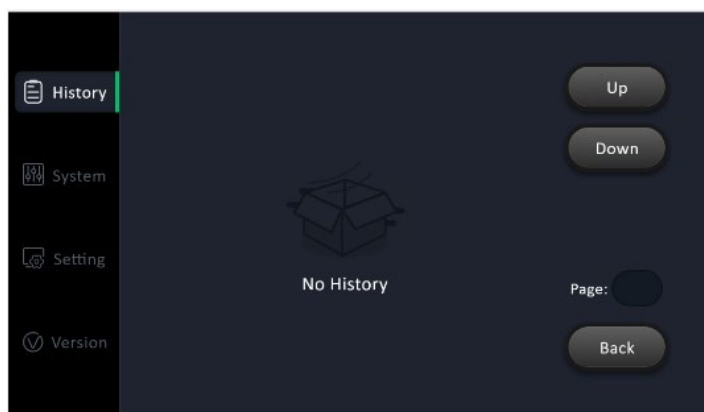 History
System
Setting
Version
No History
Up
Down
Page:
Back